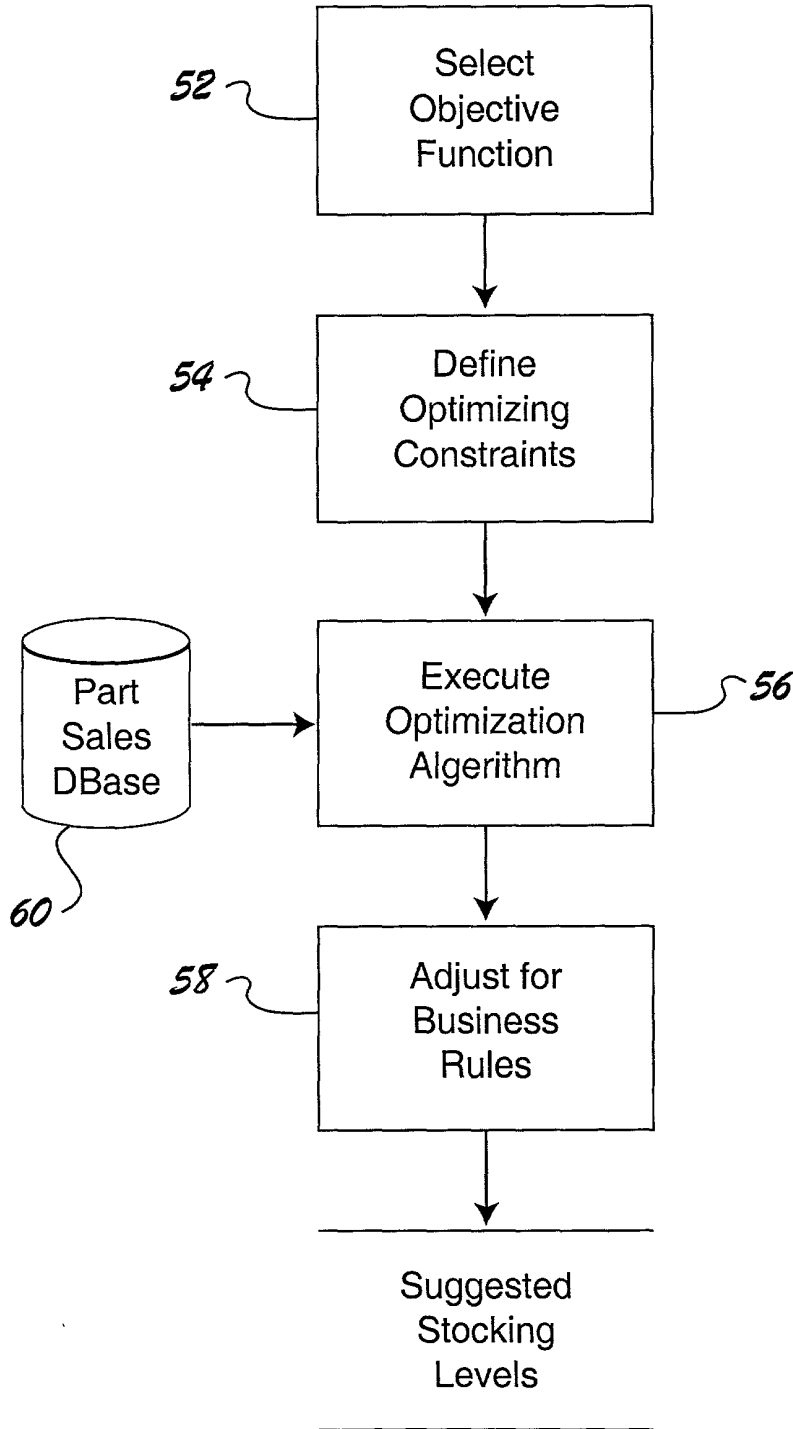 52
Select
Objective
Function
54
Define
Optimizing
Constraints
Part
Sales
DBase
60
Execute
Optimization
Algerithm
56
58
Adjust for
Business
Rules
Suggested
Stocking
Levels